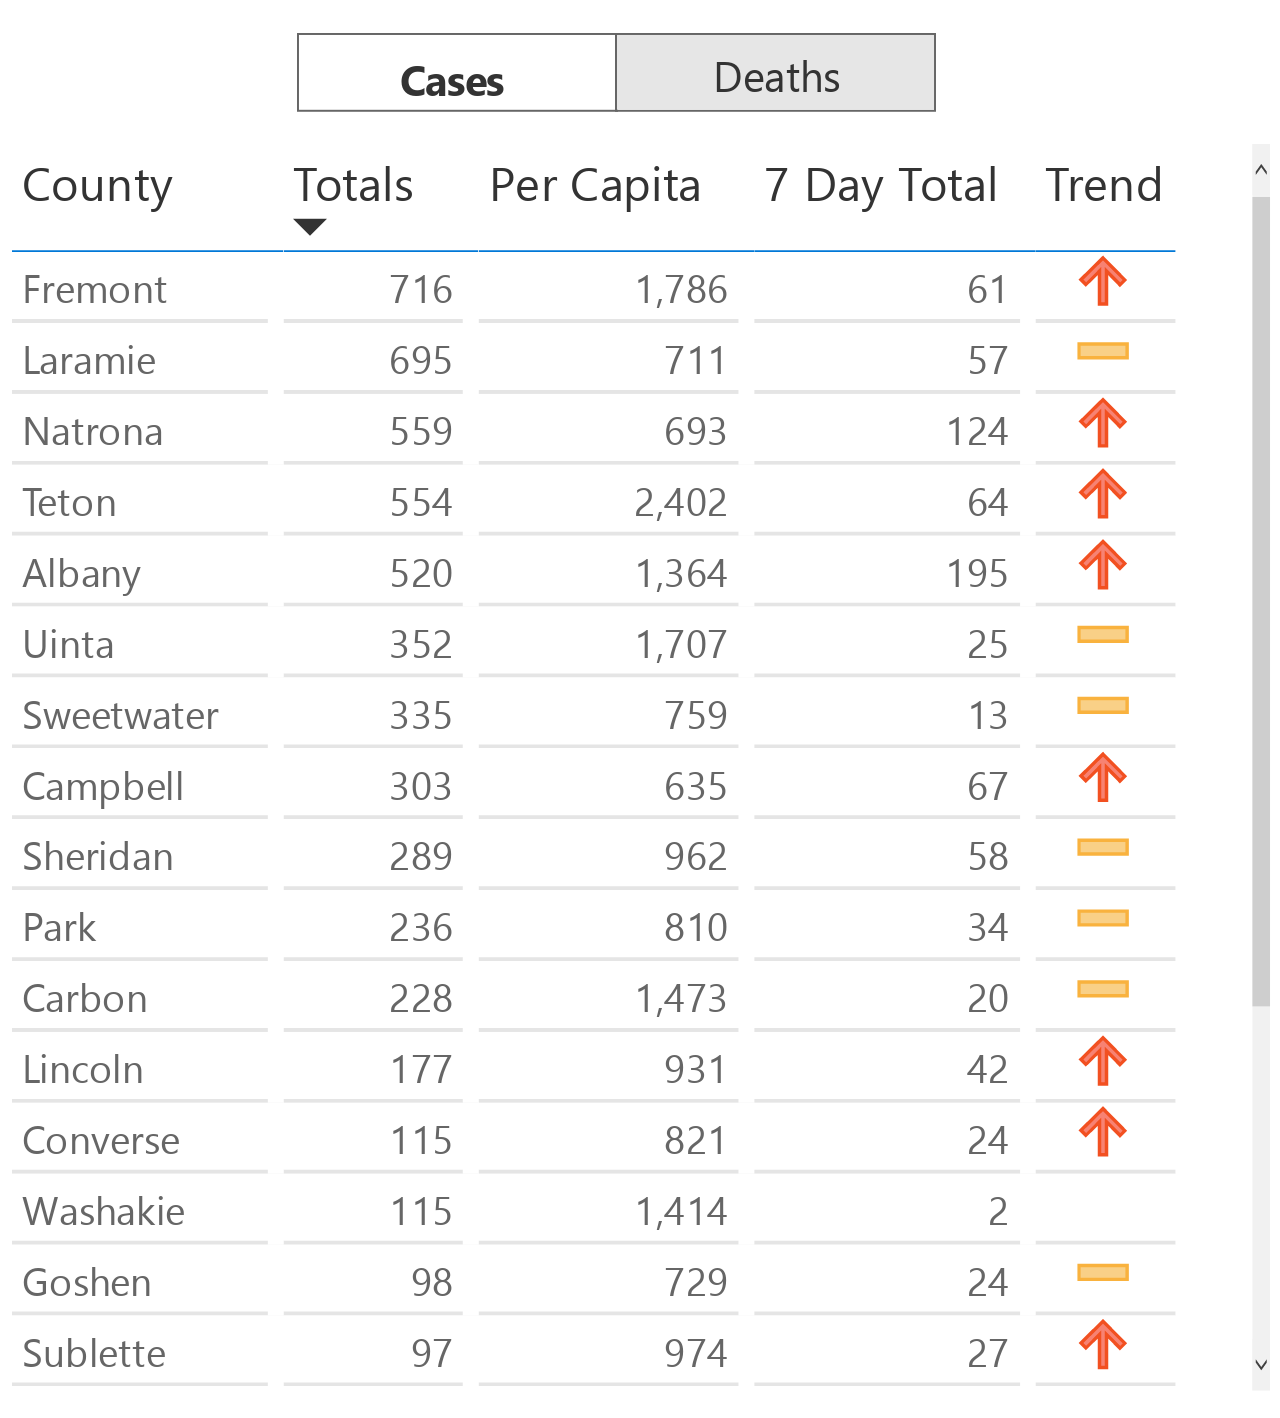 Cases Deaths
County Totals Per Capita 7 Day Total Trend
Fremont 716 1,786 61
Laramie 695 711 57
Natrona 559 693 124
Teton 554 2,402 64
Albany 520 1,364 195
Uinta 352 1,707 25
Sweetwater 335 759 13
Campbell 303 635 67
Sheridan 289 962 58
Park 236 810 34
Carbon 228 1,473 20
Lincoln 177 931 42
Converse 115 821 24
Washakie 115 1,414 2
Goshen 98 729 24
Sublette 97 974 27